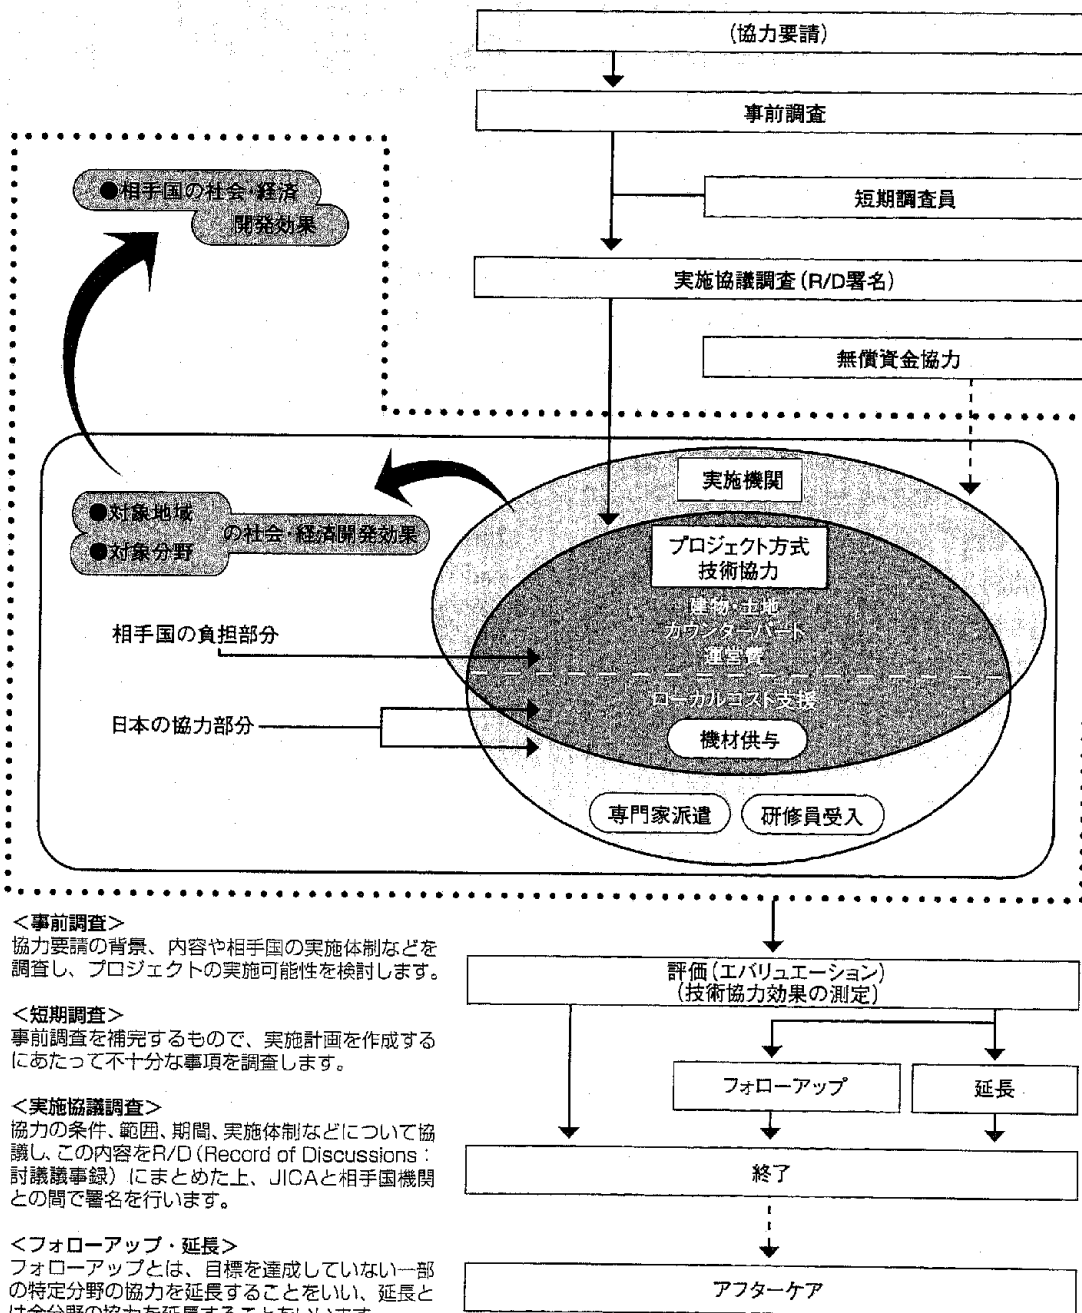 (協力要請)
事前調査
短期調査員
実施協議調査(R/D署名)
無償資金協力
●相手国の社会・経済
開発効果
●対象地域
●対象分野
の社会・経済開発効果
実施機関
プロジェクト方式
技術協力
建物・土地
カウンターパート
運営費
ローカルコスト支援
機材供与
専門家派遣
研修員受入
相手国の負担部分
日本の協力部分
<事前調査>
協力要請の背景、内容や相手国の実施体制などを
調査し、プロジェクトの実施可能性を検討します。
<短期調査>
事前調査を補完するもので、実施計画を作成する
にあたって不十分な事項を調査します。
<実施協議調査>
協力の条件、範囲、期間、実施体制などについて協
議し、この内容をR/D(Record of Discussions:
討議議事録)にまとめた上、JICAと相手国機関
との間で署名を行います。
<フォローアップ・延長>
フォローアップとは、目標を達成していない一部
の特定分野の協力を延長することをいい、延長と
は全分野の協力を延長することをいいます。
評価(エバリュエーション)
(技術協力効果の測定)
フォローアップ
延長
終了
アフターケア